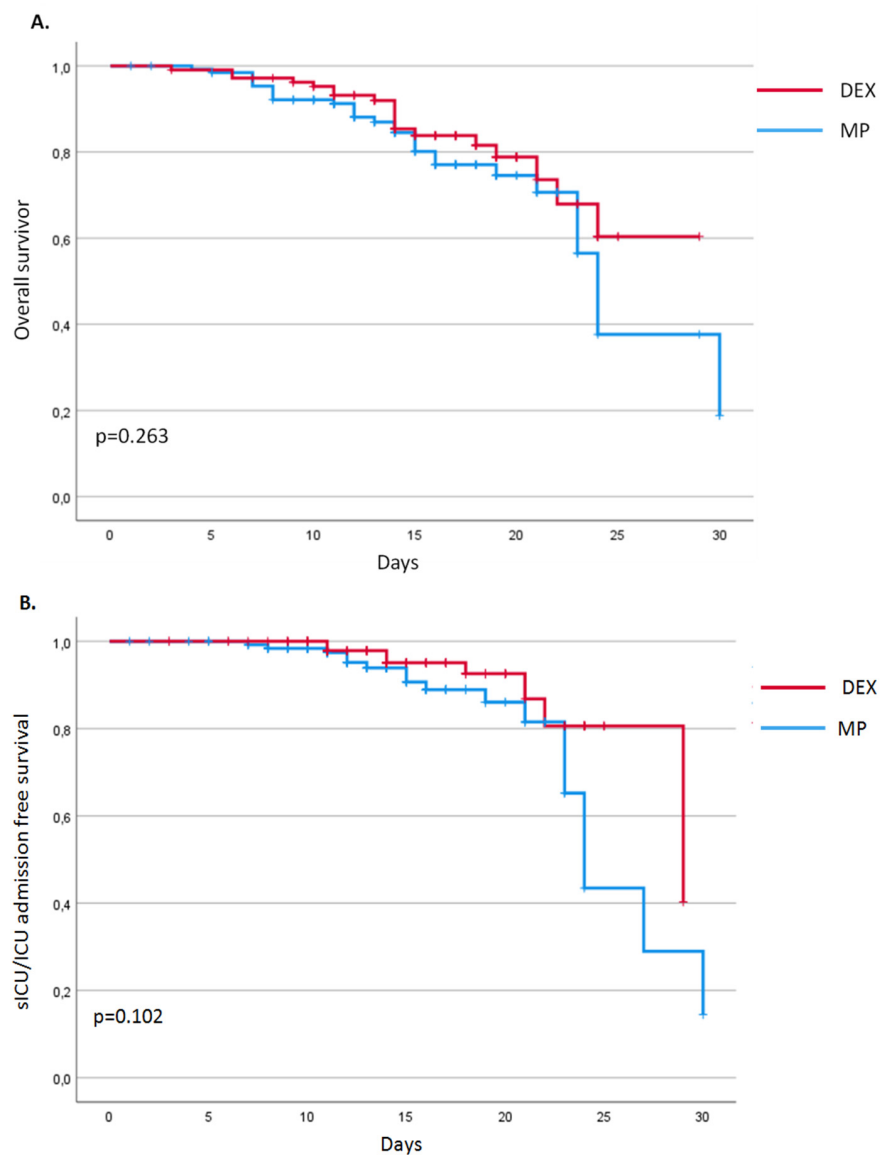 A.
1,0
0,8
0,6
0,4
0,2
0,0
Overall survivor
p=0.263
0 5 10 15 20 25 30
Days
DEX
MP
B.
1,0
0,8
0,6
0,4
0,2
0,0
sICU/ICU admission free survival
p=0.102
0 5 10 15 20 25 30
Days
DEX
MP